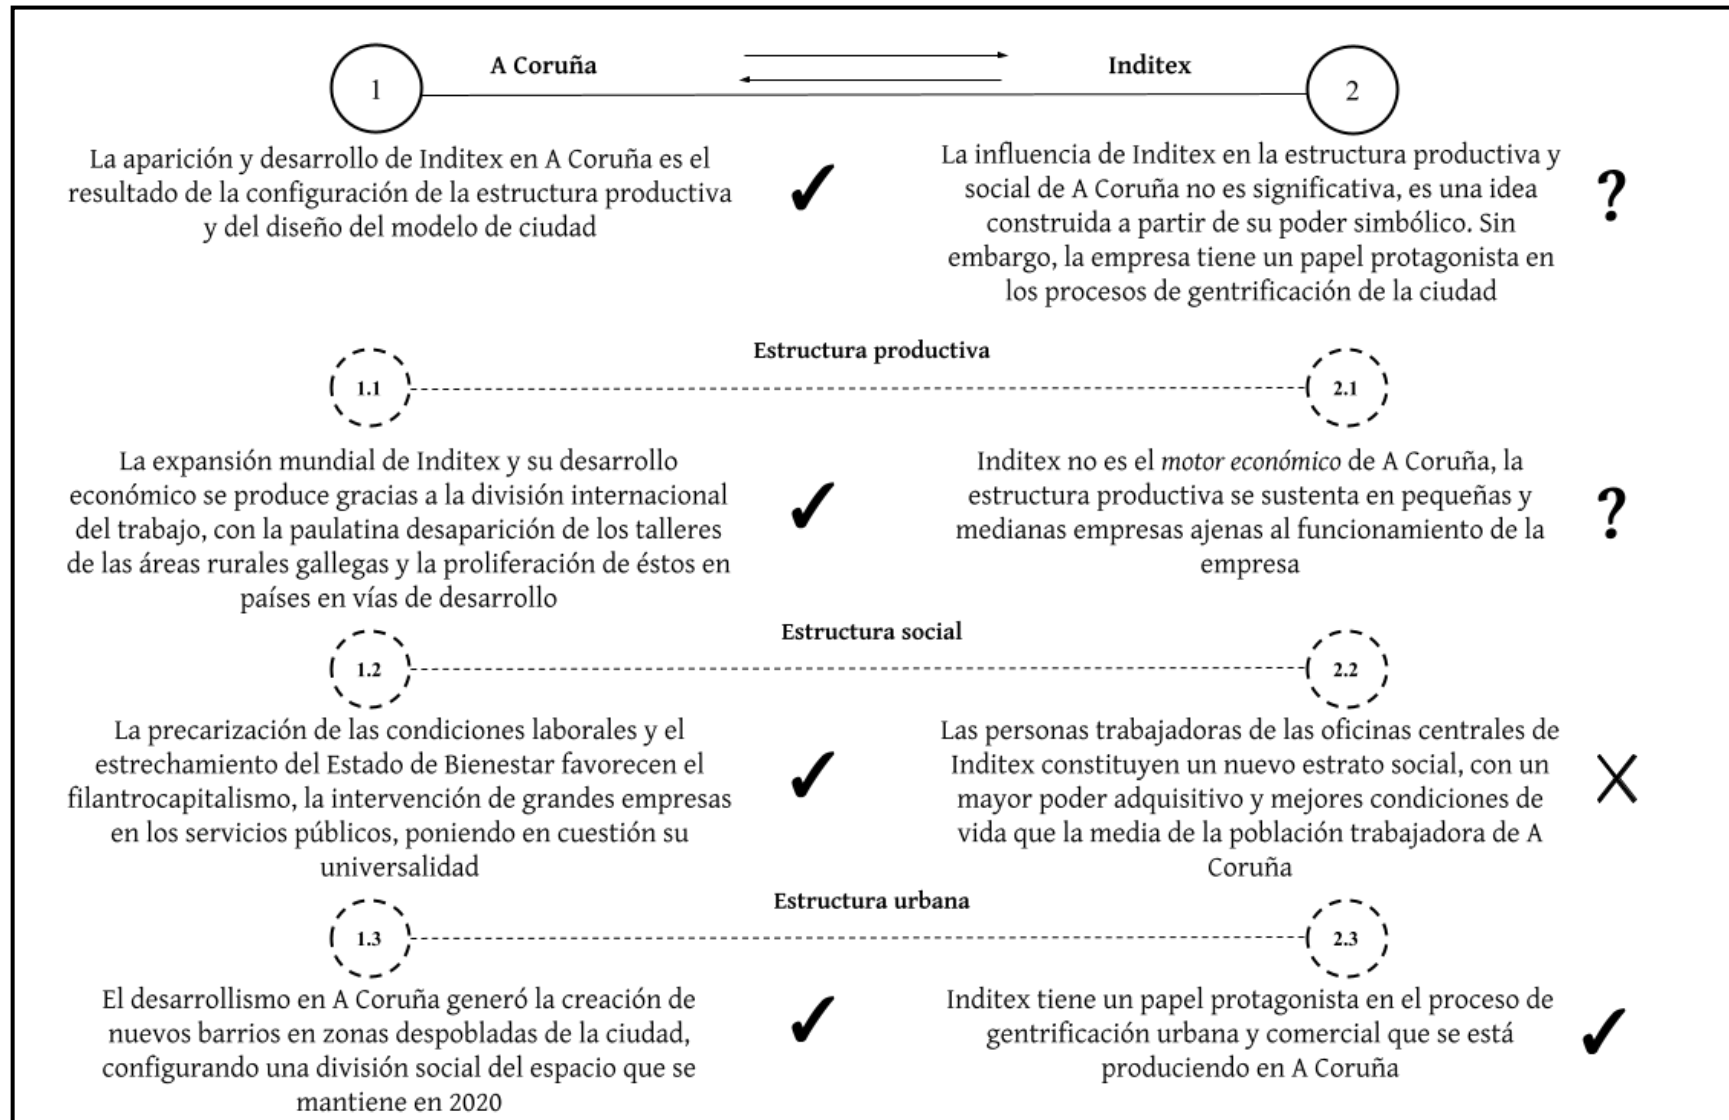 1
A Coruña
Inditex
2
La aparición y desarrollo de Inditex en A Coruña es el
resultado de la configuración de la estructura productiva
y del diseño del modelo de ciudad
✓
La influencia de Inditex en la estructura productiva y
social de A Coruña no es significativa, es una idea
construida a partir de su poder simbólico. Sin
embargo, la empresa tiene un papel protagonista en
los procesos de gentrificación de la ciudad
?
Estructura productiva
1.1
2.1
La expansión mundial de Inditex y su desarrollo
económico se produce gracias a la división internacional
del trabajo, con la paulatina desaparición de los talleres
de las áreas rurales gallegas y la proliferación de éstos en
países en vías de desarrollo
✓
Inditex no es el motor económico de A Coruña, la
estructura productiva se sustenta en pequeñas y
medianas empresas ajenas al funcionamiento de la
empresa
?
Estructura social
1.2
2.2
La precarización de las condiciones laborales y el
estrechamiento del Estado de Bienestar favorecen el
filantrocapitalismo, la intervención de grandes empresas
en los servicios públicos, poniendo en cuestión su
universalidad
✓
Las personas trabajadoras de las oficinas centrales de
Inditex constituyen un nuevo estrato social, con un
mayor poder adquisitivo y mejores condiciones de
vida que la media de la población trabajadora de A
Coruña
X
Estructura urbana
1.3
2.3
El desarrollismo en A Coruña generó la creación de
nuevos barrios en zonas despobladas de la ciudad,
configurando una división social del espacio que se
mantiene en 2020
✓
Inditex tiene un papel protagonista en el proceso de
gentrificación urbana y comercial que se está
produciendo en A Coruña
✓